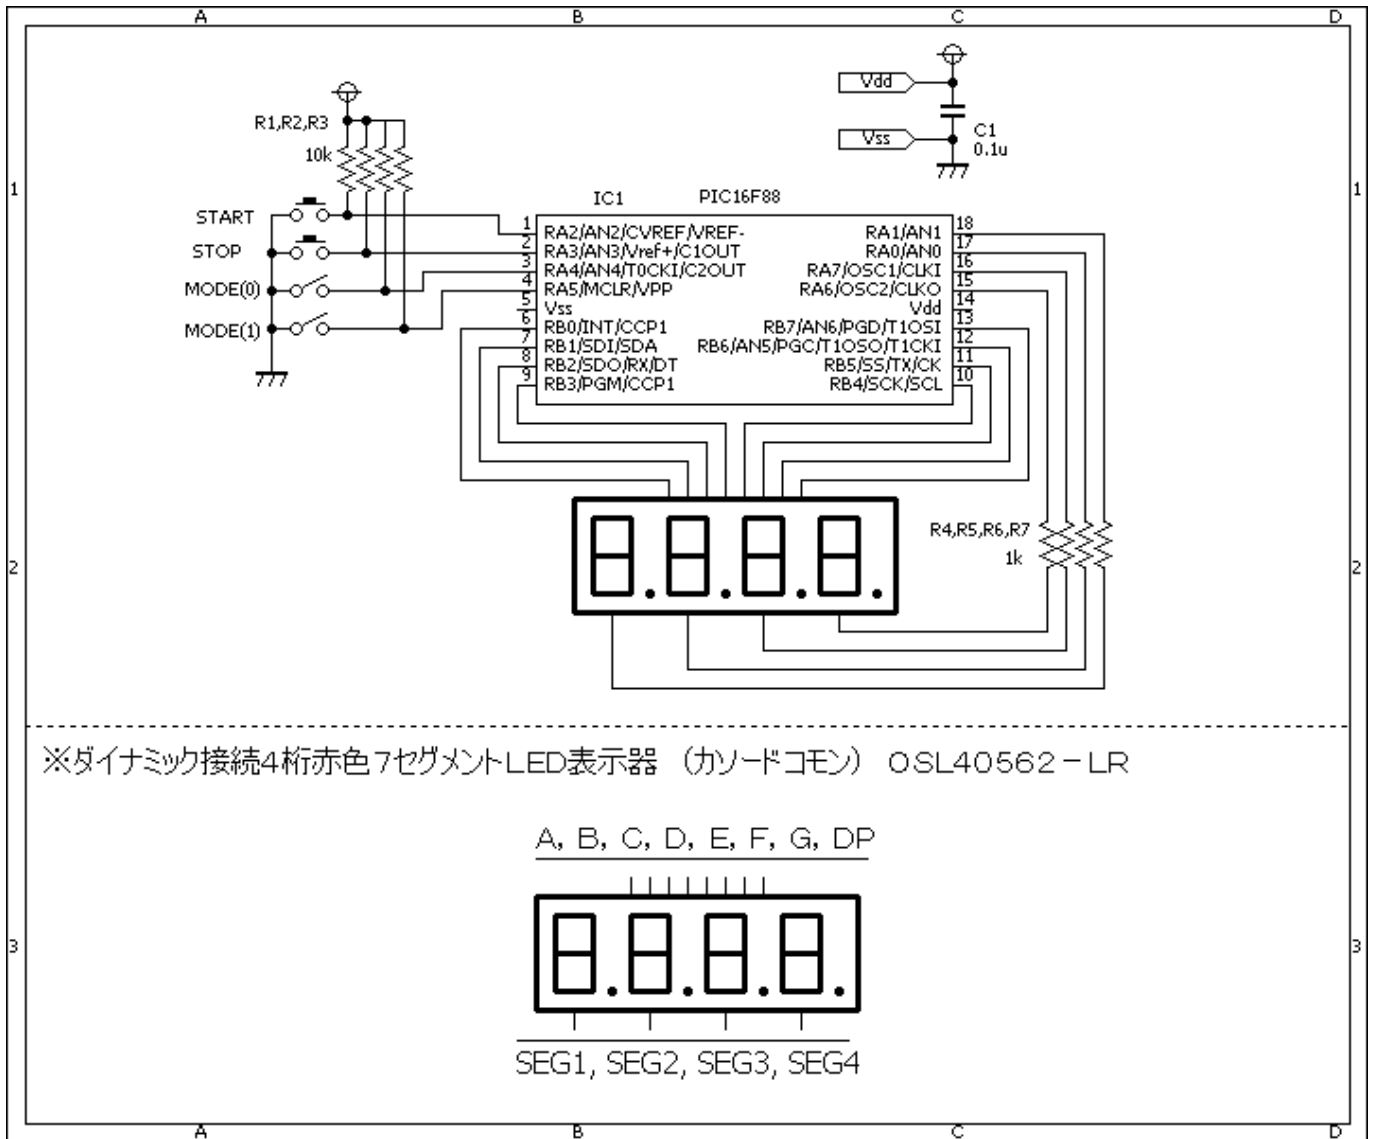 A B C D
Vdd
R1,R2,R3
10k
Vss
C1
0.1u
1 1
IC1 PIC16F88
START
STOP
MODE(0)
MODE(1)
1 RA2/AN2/CVREF/VREF- RA1/AN1 18
2 RA3/AN3/Vref+/C1OUT RA0/AN0 17
3 RA4/AN4/T0CKI/C2OUT RA7/OSC1/CLKI 16
4 RA5/MCLR/VPP RA6/OSC2/CLKO 15
5 Vss Vdd 14
6 RB0/INT/CCP1 RB7/AN6/PGD/T1OSI 13
7 RB1/SDI/SDA RB6/AN5/PGC/T1OSO/T1CKI 12
8 RB2/SDO/RX/DT RB5/SS/TX/CK 11
9 RB3/PGM/CCP1 RB4/SCK/SCL 10
R4,R5,R6,R7
1k
2 2
※ダイナミック接続4桁赤色7セグメントLED表示器 (カソードコモン) OSL40562-LR
A, B, C, D, E, F, G, DP
3 3
SEG1, SEG2, SEG3, SEG4
A B C D